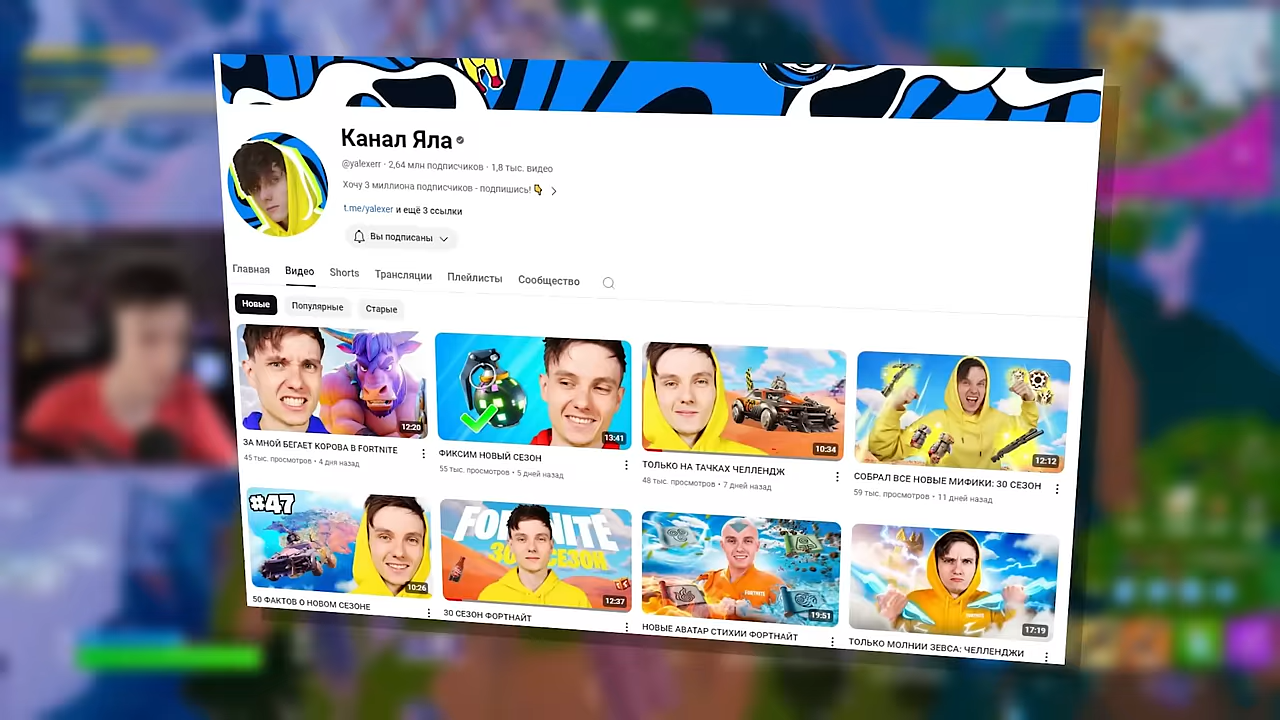 Канал Яла
@yalexerr · 2,64 млн подписчиков · 1,8 тыс. видео
Хочу 3 миллиона подписчиков - подпишись!
t.me/yalexer и ещё 3 ссылки
Вы подписаны
Главная Видео Shorts Трансляции Плейлисты Сообщество
Новые Популярные Старые
12:20 13:41 10:34 12:12
ЗА МНОЙ БЕГАЕТ КОРОВА В FORTNITE
45 тыс. просмотров · 4 дня назад
ФИКСИМ НОВЫЙ СЕЗОН
55 тыс. просмотров · 5 дней назад
ТОЛЬКО НА ТАЧКАХ ЧЕЛЛЕНДЖ
48 тыс. просмотров · 7 дней назад
СОБРАЛ ВСЕ НОВЫЕ МИФИКИ: 30 СЕЗОН
59 тыс. просмотров · 11 дней назад
#47
10:26
50 ФАКТОВ О НОВОМ СЕЗОНЕ
12:37
30 СЕЗОН ФОРТНАЙТ
FORTNITE
19:51
НОВЫЕ АВАТАР СТИХИИ ФОРТНАЙТ
17:19
ТОЛЬКО МОЛНИИ ЗЕВСА: ЧЕЛЛЕНДЖИ